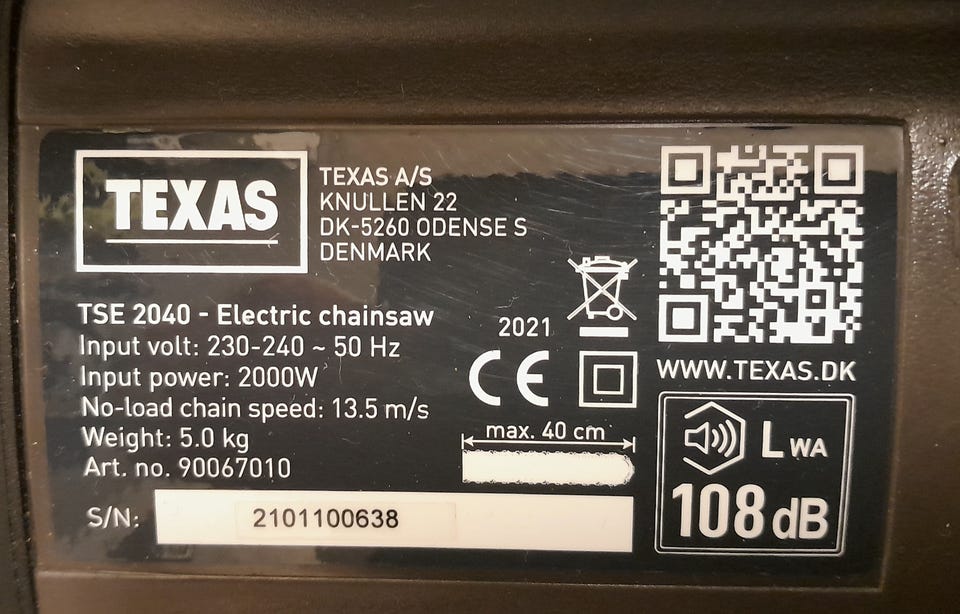 TEXAS
TEXAS A/S
KNULLEN 22
DK-5260 ODENSE S
DENMARK
TSE 2040 - Electric chainsaw
Input volt: 230-240 ~ 50 Hz
Input power: 2000W
No-load chain speed: 13.5 m/s
Weight: 5.0 kg
Art. no. 90067010
S/N: 2101100638
2021
CE
max. 40 cm
WWW.TEXAS.DK
LWA
108 dB